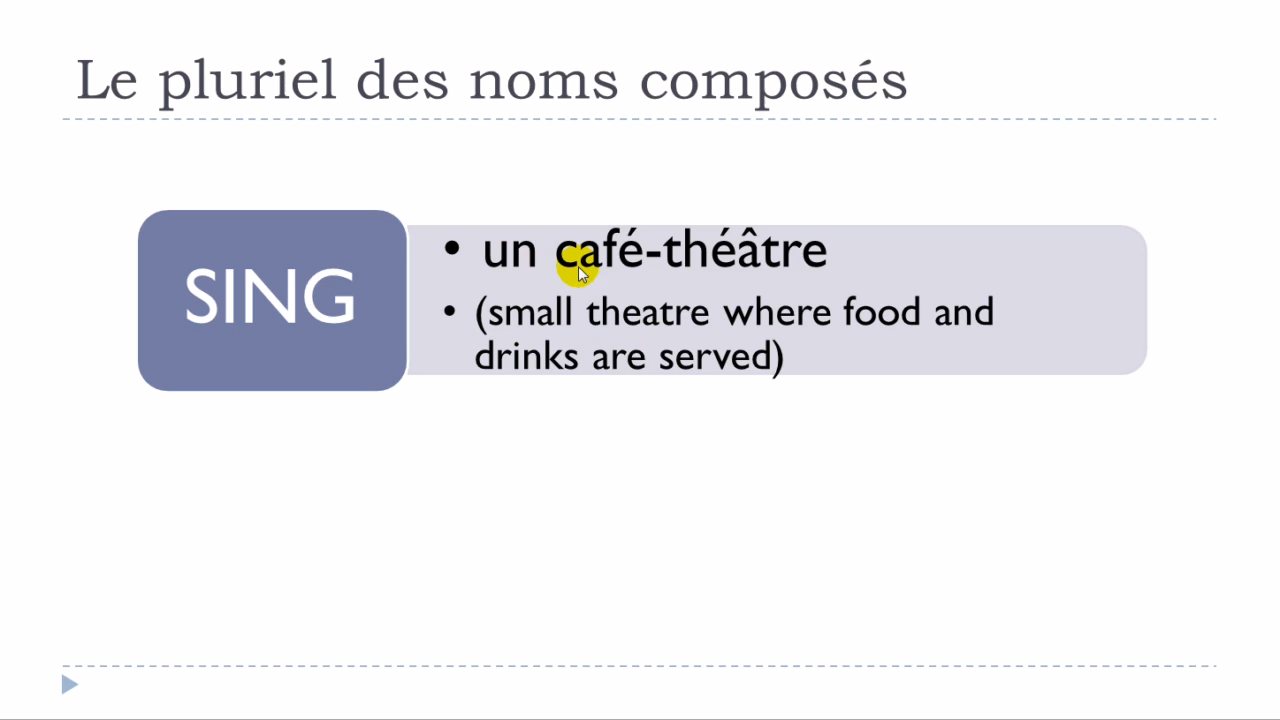 Le pluriel des noms composés
SING
• un café-théâtre
• (small theatre where food and
drinks are served)